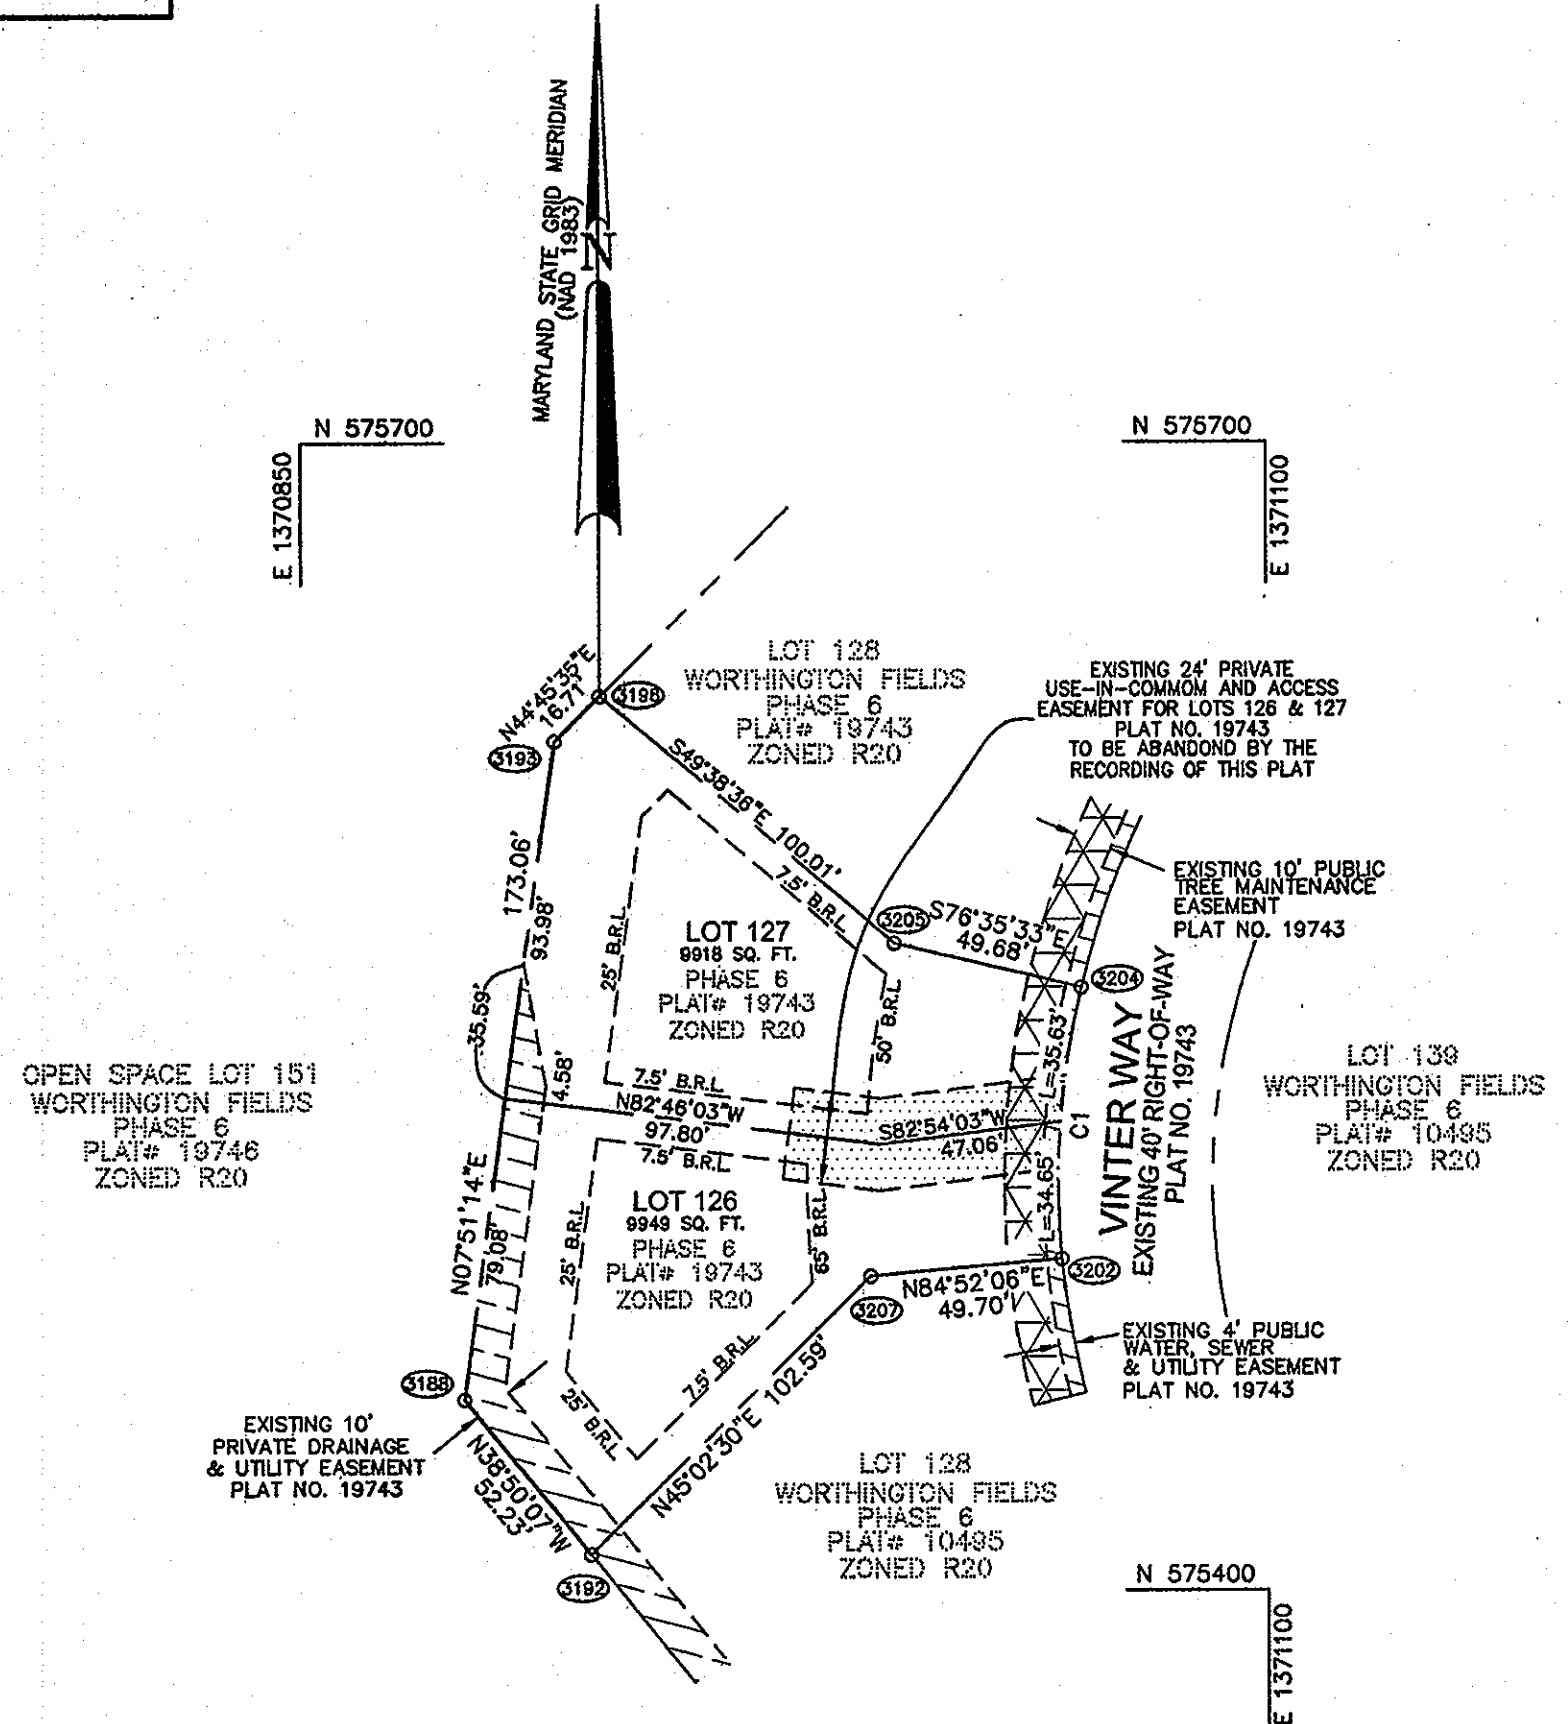 MARYLAND STATE GRID MERIDIAN
(NAD 1983)
N
N 575700
E 1370850
N 575700
E 1371100
N44°45'35"E
16.71'
3198
3193
LOT 128
WORTHINGTON FIELDS
PHASE 6
PLAT# 19743
ZONED R20
EXISTING 24' PRIVATE
USE-IN-COMMOM AND ACCESS
EASEMENT FOR LOTS 126 & 127
PLAT NO. 19743
TO BE ABANDOND BY THE
RECORDING OF THIS PLAT
S49°38'36"E 100.01'
7.5' B.R.L
173.06'
93.98'
25' B.R.L
LOT 127
9918 SQ. FT.
PHASE 6
PLAT# 19743
ZONED R20
3205
S76°35'33"E
49.68'
3204
EXISTING 10' PUBLIC
TREE MAINTENANCE
EASEMENT
PLAT NO. 19743
50' B.R.L
35.59'
4.58'
7.5' B.R.L
N82°46'03"W
97.80'
7.5' B.R.L
S82°54'03"W
47.06'
L=35.63'
L=34.65'
C1
VINTER WAY
EXISTING 40' RIGHT-OF-WAY
PLAT NO. 19743
OPEN SPACE LOT 151
WORTHINGTON FIELDS
PHASE 6
PLAT# 19746
ZONED R20
LOT 139
WORTHINGTON FIELDS
PHASE 6
PLAT# 10495
ZONED R20
N07°51'14"E
79.08'
25' B.R.L
LOT 126
9949 SQ. FT.
PHASE 6
PLAT# 19743
ZONED R20
65' B.R.L
N84°52'06"E
49.70'
3202
3207
7.5' B.R.L
25' B.R.L
N45°02'30"E 102.59'
EXISTING 4' PUBLIC
WATER, SEWER
& UTILITY EASEMENT
PLAT NO. 19743
3188
EXISTING 10'
PRIVATE DRAINAGE
& UTILITY EASEMENT
PLAT NO. 19743
N38°50'07"W
52.23'
3192
LOT 128
WORTHINGTON FIELDS
PHASE 6
PLAT# 10495
ZONED R20
N 575400
E 1371100